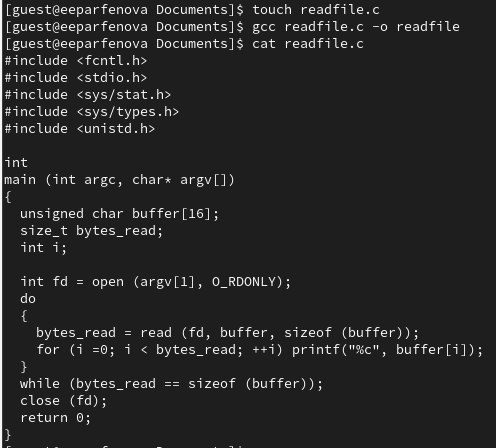 [guest@eeparfenova Documents]$ touch readfile.c
[guest@eeparfenova Documents]$ gcc readfile.c -o readfile
[guest@eeparfenova Documents]$ cat readfile.c
#include <fcntl.h>
#include <stdio.h>
#include <sys/stat.h>
#include <sys/types.h>
#include <unistd.h>

int
main (int argc, char* argv[])
{
  unsigned char buffer[16];
  size_t bytes_read;
  int i;

  int fd = open (argv[1], O_RDONLY);
  do
  {
    bytes_read = read (fd, buffer, sizeof (buffer));
    for (i =0; i < bytes_read; ++i) printf("%c", buffer[i]);
  }
  while (bytes_read == sizeof (buffer));
  close (fd);
  return 0;
}